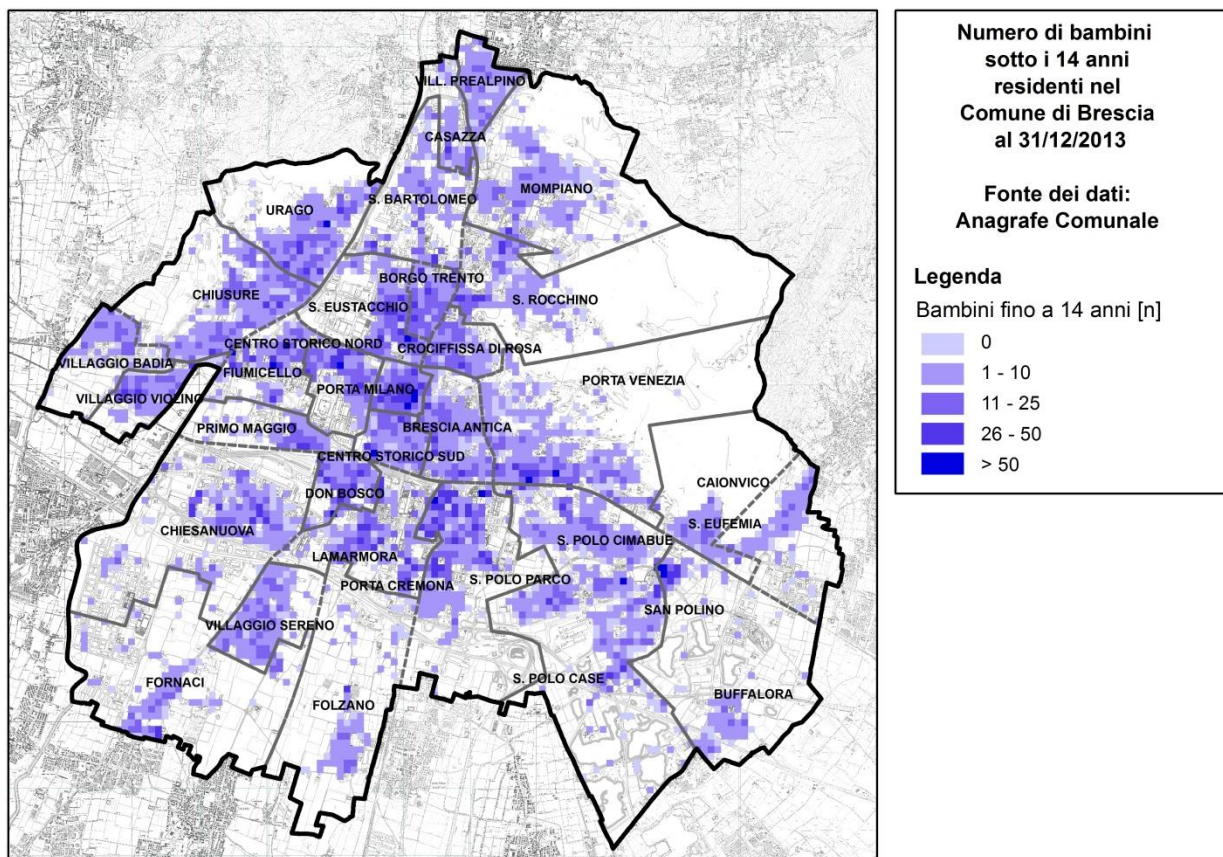 VILL. PREALPINO
CASAZZA
MOMPIANO
S. BARTOLOMEO
URAGO
BORGO TRENTO
CHIUSURE
S. EUSTACCHIO
S. ROCCHINO
CENTRO STORICO NORD
CROCIFISSA DI ROSA
VILLAGGIO BADIA
FIUMICELLO
PORTA MILANO
PORTA VENEZIA
VILLAGGIO VIOLINO
PRIMO MAGGIO
BRESCIA ANTICA
CENTRO STORICO SUD
DON BOSCO
CAIONVICO
CHIESANUOVA
S. EUFEMIA
S. POLO CIMABUE
LAMARMORA
PORTA CREMONA
S. POLO PARCO
SAN POLINO
VILLAGGIO SERENO
FORNACI
S. POLO CASE
BUFFALORA
FOLZANO
Numero di bambini
sotto i 14 anni
residenti nel
Comune di Brescia
al 31/12/2013
Fonte dei dati:
Anagrafe Comunale
Legenda
Bambini fino a 14 anni [n]
0
1 - 10
11 - 25
26 - 50
> 50